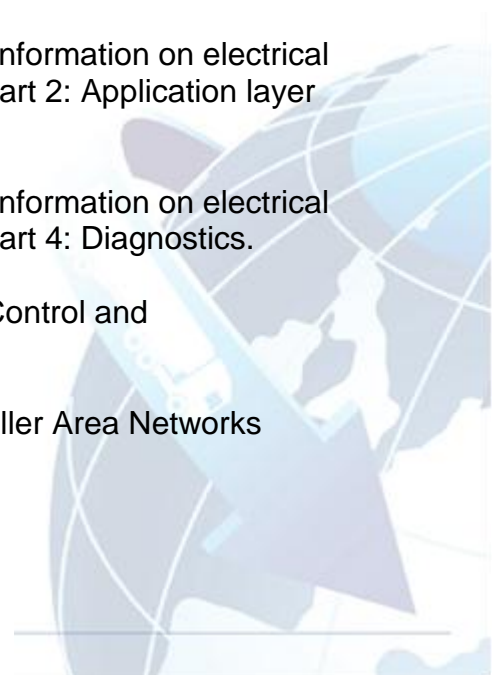 nformation on electrical
art 2: Application layer
nformation on electrical
art 4: Diagnostics.
Control and
ller Area Networks